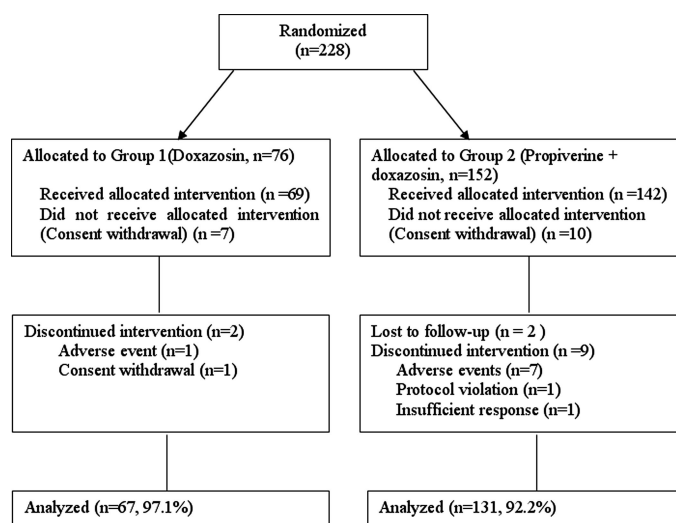 Randomized
(n=228)
Allocated to Group 1(Doxazosin, n=76)
Received allocated intervention (n =69)
Did not receive allocated intervention
(Consent withdrawal) (n =7)
Allocated to Group 2 (Propiverine +
doxazosin, n=152)
Received allocated intervention (n =142)
Did not receive allocated intervention
(Consent withdrawal) (n =10)
Discontinued intervention (n=2)
Adverse event (n=1)
Consent withdrawal (n=1)
Lost to follow-up (n = 2 )
Discontinued intervention (n =9)
Adverse events (n=7)
Protocol violation (n=1)
Insufficient response (n=1)
Analyzed (n=67, 97.1%)
Analyzed (n=131, 92.2%)